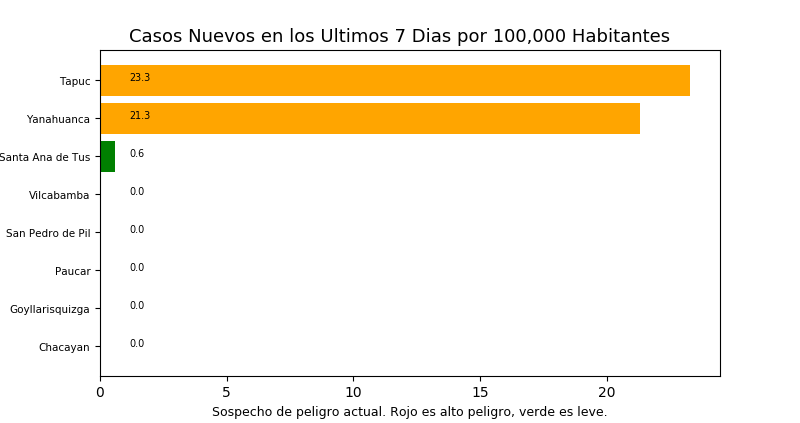 Casos Nuevos en los Ultimos 7 Dias por 100,000 Habitantes
Tapuc 23.3
Yanahuanca 21.3
Santa Ana de Tus 0.6
Vilcabamba 0.0
San Pedro de Pil 0.0
Paucar 0.0
Goyllarisquizga 0.0
Chacayan 0.0
0 5 10 15 20
Sospecho de peligro actual. Rojo es alto peligro, verde es leve.